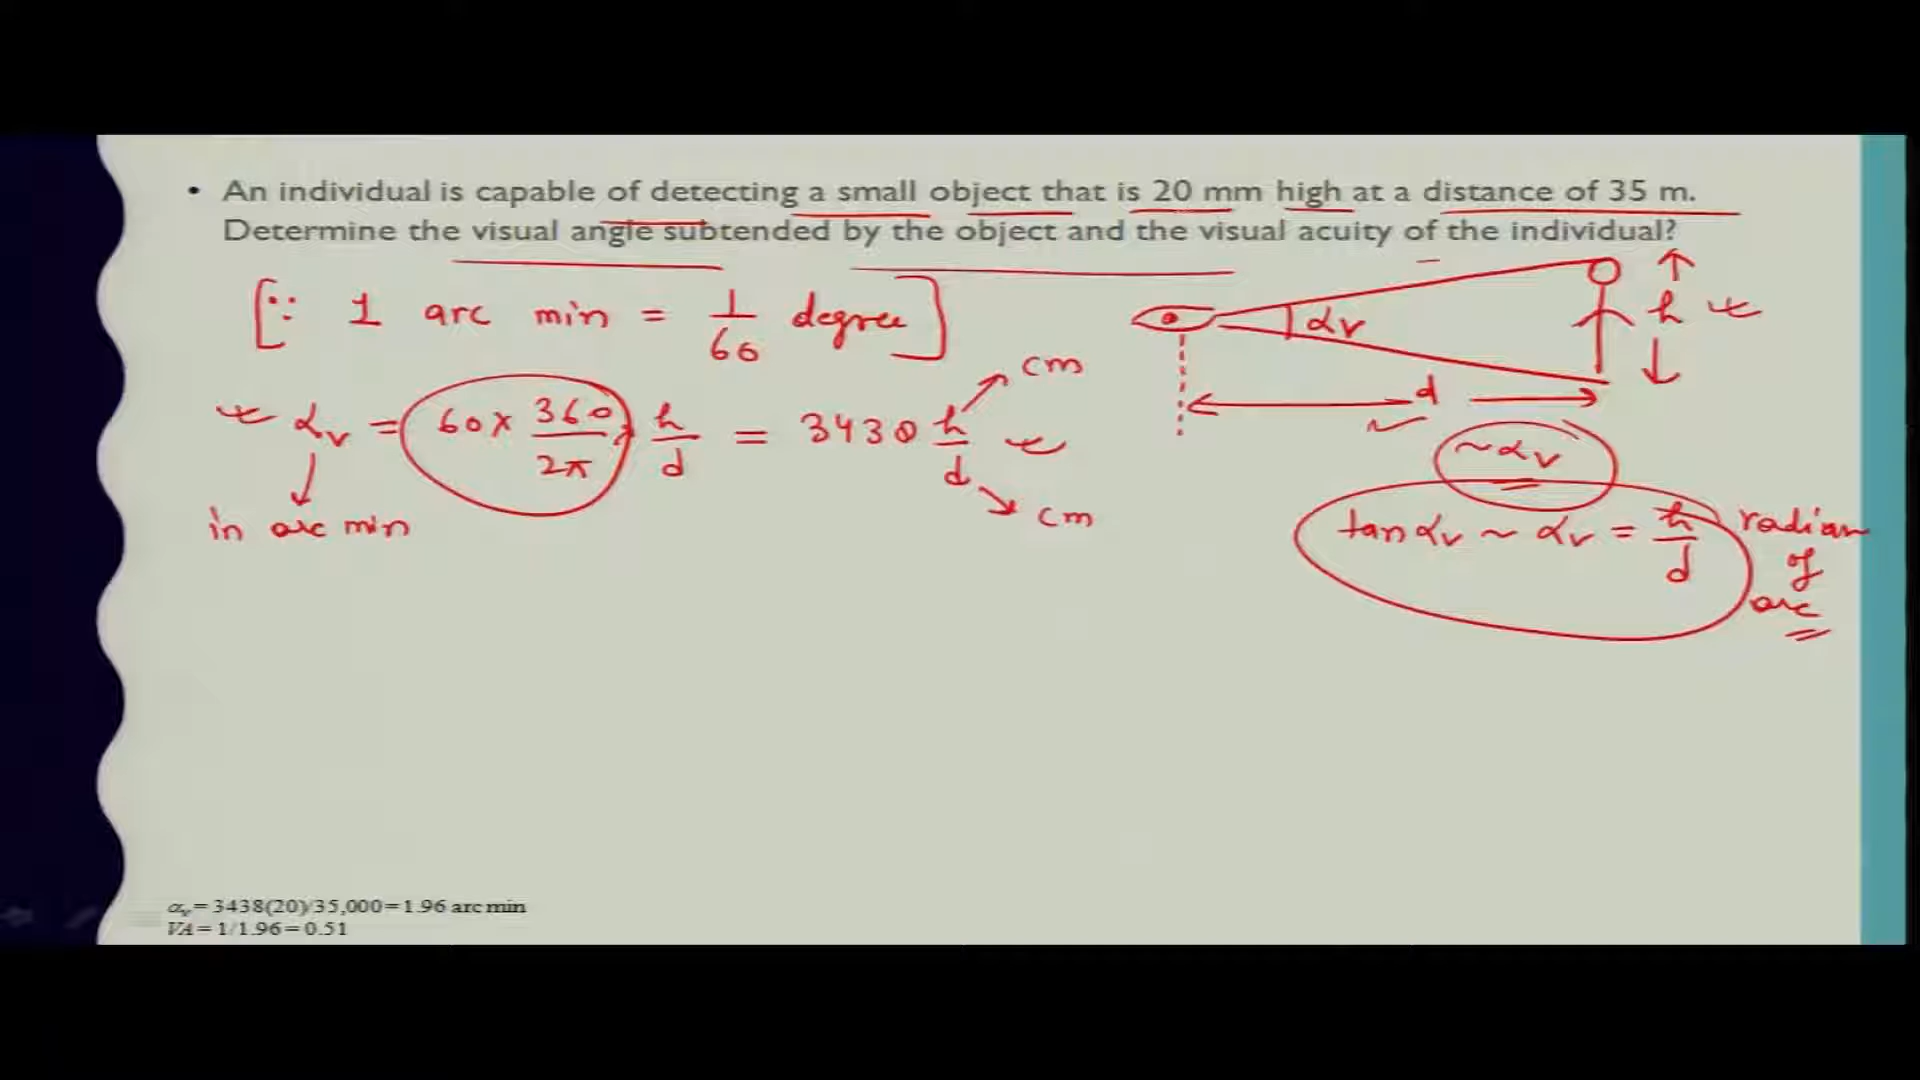 • An individual is capable of detecting a small object that is 20 mm high at a distance of 35 m.
Determine the visual angle subtended by the object and the visual acuity of the individual?
[∵ 1 arc min = 1/60 degree]
αv = 60 × 360/2π · h/d = 3430 h/d
cm
cm
in arc min
αv
h
d
~αv
tan αv ~ αv = h/d radian
of
arc
αv = 3438(20)/35,000 = 1.96 arc min
VA = 1/1.96 = 0.51